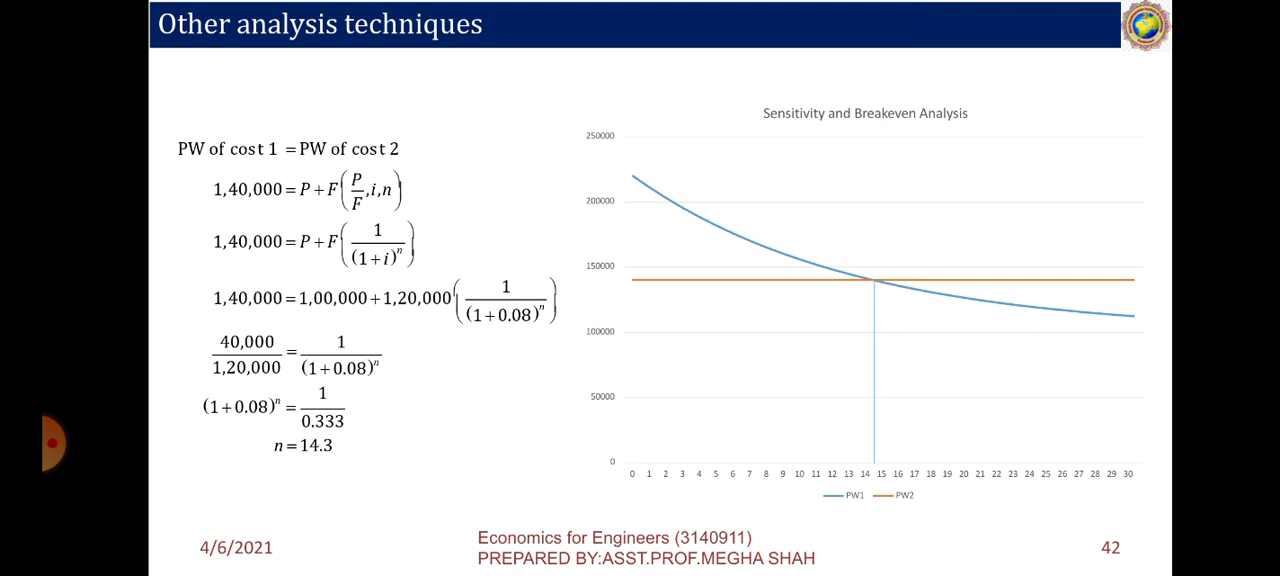 Other analysis techniques
PW of cost 1 = PW of cost 2
1,40,000 = P + F(P/F, i, n)
1,40,000 = P + F(1/(1+i)^n)
1,40,000 = 1,00,000 + 1,20,000(1/(1+0.08)^n)
40,000/1,20,000 = 1/(1+0.08)^n
(1+0.08)^n = 1/0.333
n = 14.3
Sensitivity and Breakeven Analysis
250000
200000
150000
100000
50000
0
0 1 2 3 4 5 6 7 8 9 10 11 12 13 14 15 16 17 18 19 20 21 22 23 24 25 26 27 28 29 30
PW1 PW2
4/6/2021
Economics for Engineers (3140911)
PREPARED BY:ASST.PROF.MEGHA SHAH
42